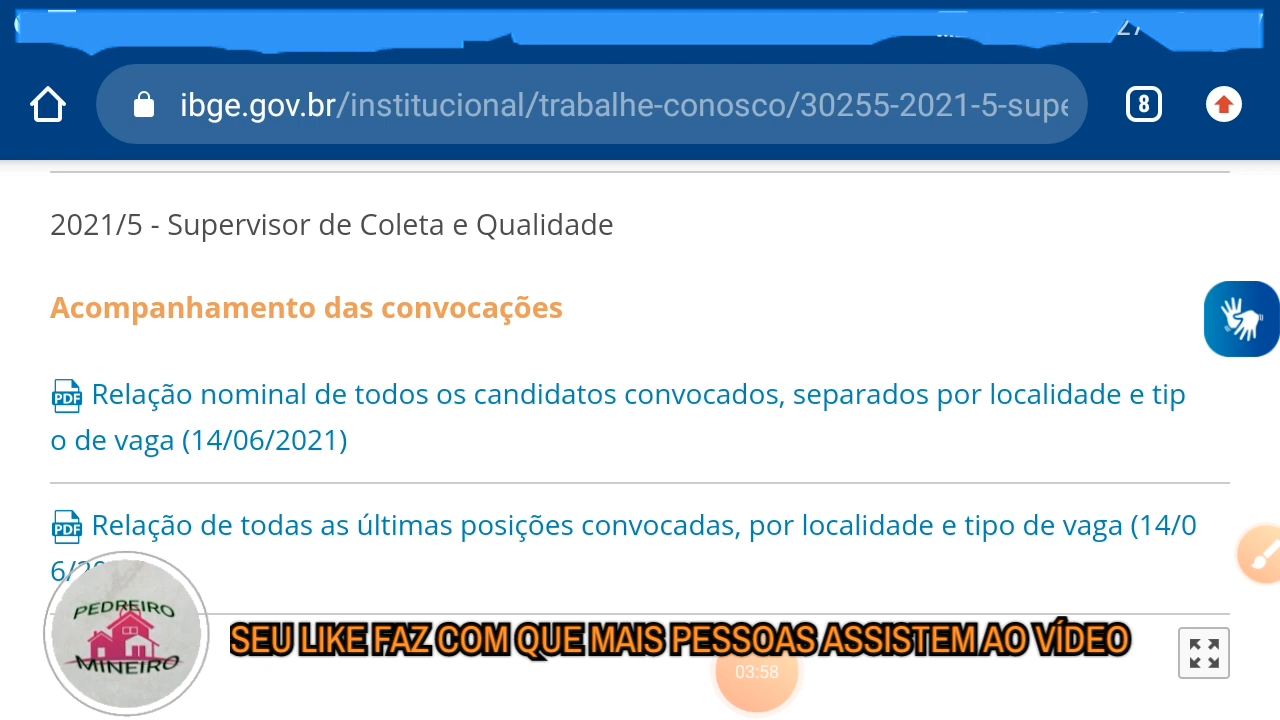 27
ibge.gov.br/institucional/trabalhe-conosco/30255-2021-5-supe
8
2021/5 - Supervisor de Coleta e Qualidade
Acompanhamento das convocações
PDF Relação nominal de todos os candidatos convocados, separados por localidade e tip
o de vaga (14/06/2021)
PDF Relação de todas as últimas posições convocadas, por localidade e tipo de vaga (14/0
6/20
PEDREIRO
MINEIRO
SEU LIKE FAZ COM QUE MAIS PESSOAS ASSISTEM AO VÍDEO
03:58